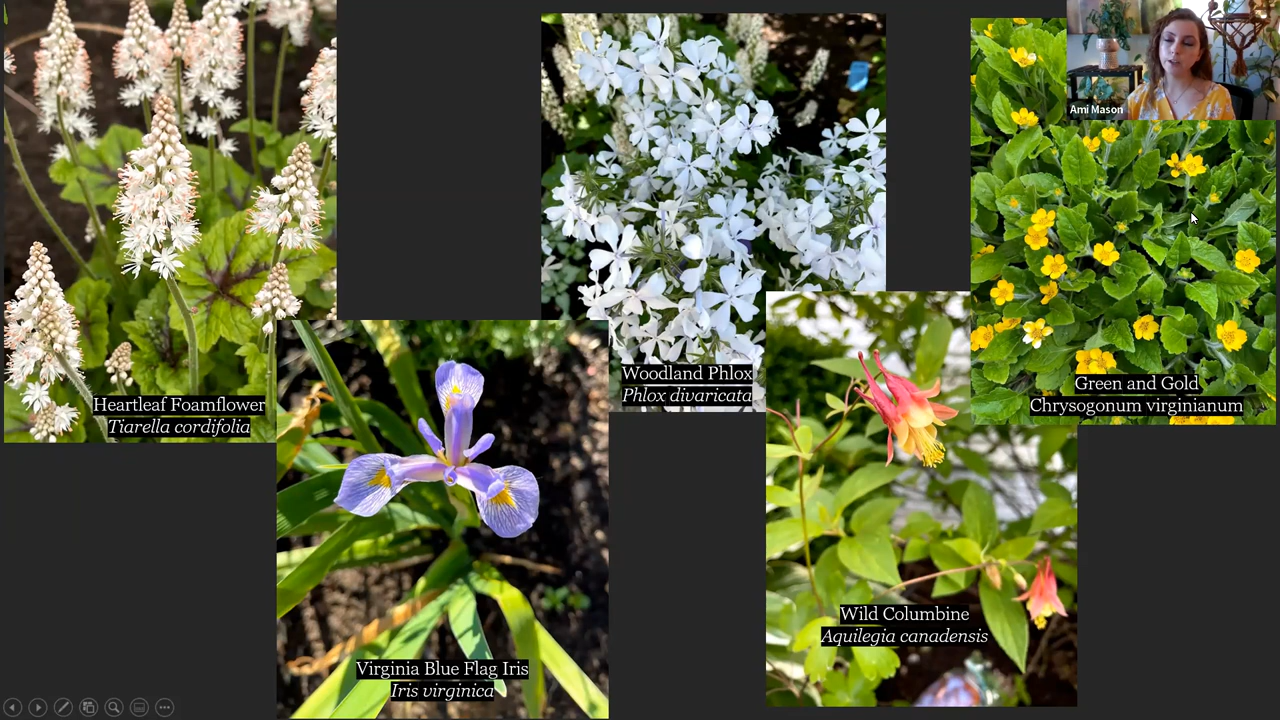 Heartleaf Foamflower
Tiarella cordifolia
Virginia Blue Flag Iris
Iris virginica
Woodland Phlox
Phlox divaricata
Wild Columbine
Aquilegia canadensis
Green and Gold
Chrysogonum virginianum
Ami Mason